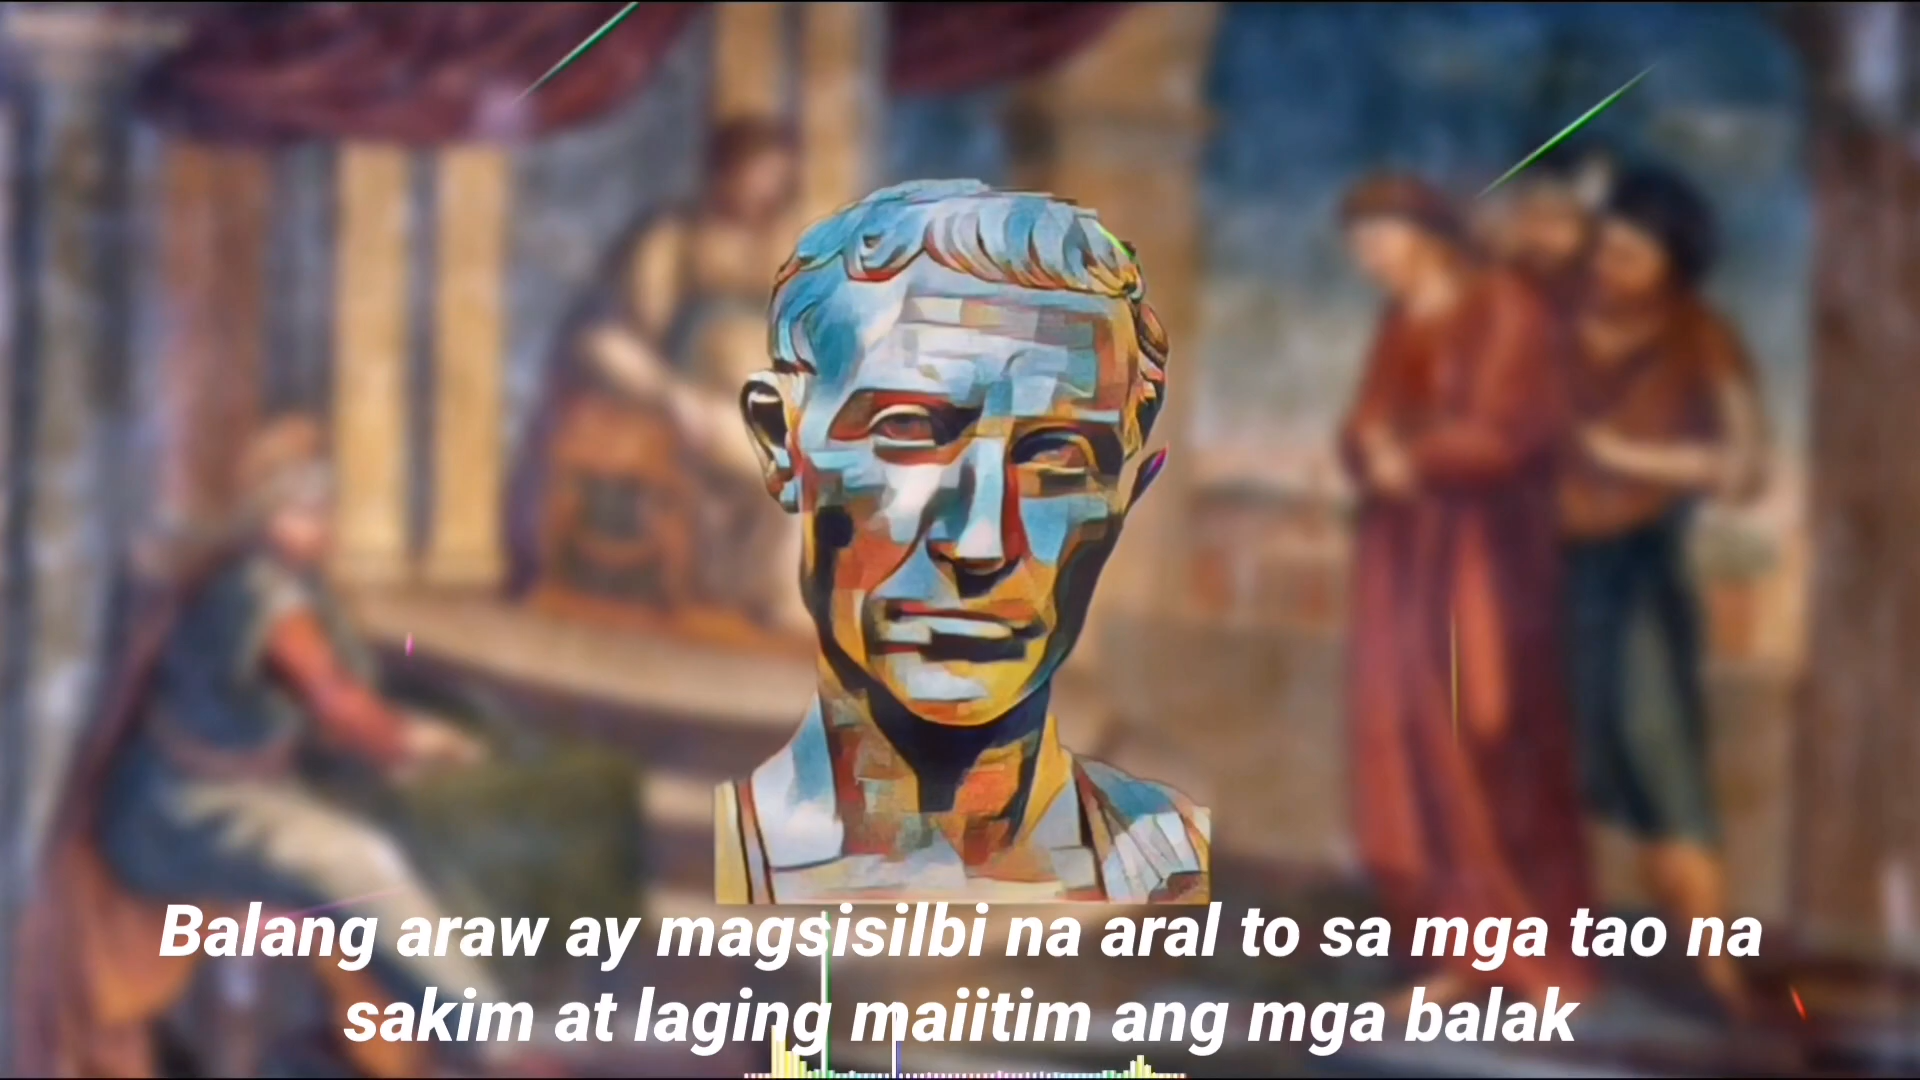 Balang araw ay magsisilbi na aral to sa mga tao na
sakim at laging maiitim ang mga balak